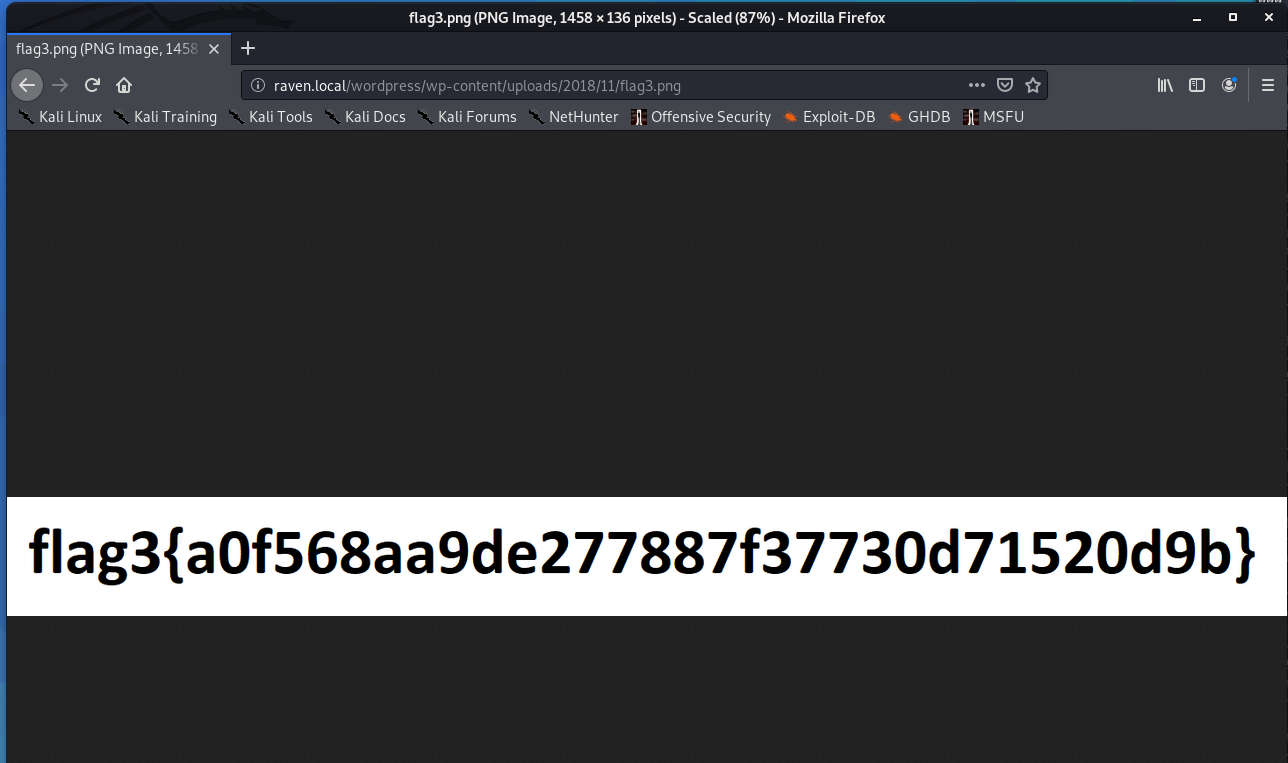 flag3.png (PNG Image, 1458 × 136 pixels) - Scaled (87%) - Mozilla Firefox
flag3.png (PNG Image, 1458
raven.local/wordpress/wp-content/uploads/2018/11/flag3.png
Kali Linux Kali Training Kali Tools Kali Docs Kali Forums NetHunter Offensive Security Exploit-DB GHDB MSFU
flag3{a0f568aa9de277887f37730d71520d9b}